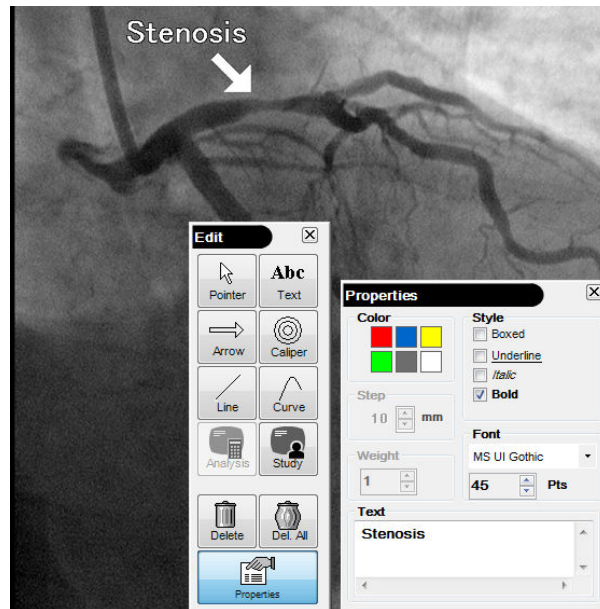 Stenosis
Edit
Pointer
Abc
Text
Arrow
Caliper
Line
Curve
Analysis
Study
Delete
Del. All
Properties
Properties
Color
Step
10 mm
Weight
1
Style
Boxed
Underline
Italic
Bold
Font
MS UI Gothic
45 Pts
Text
Stenosis